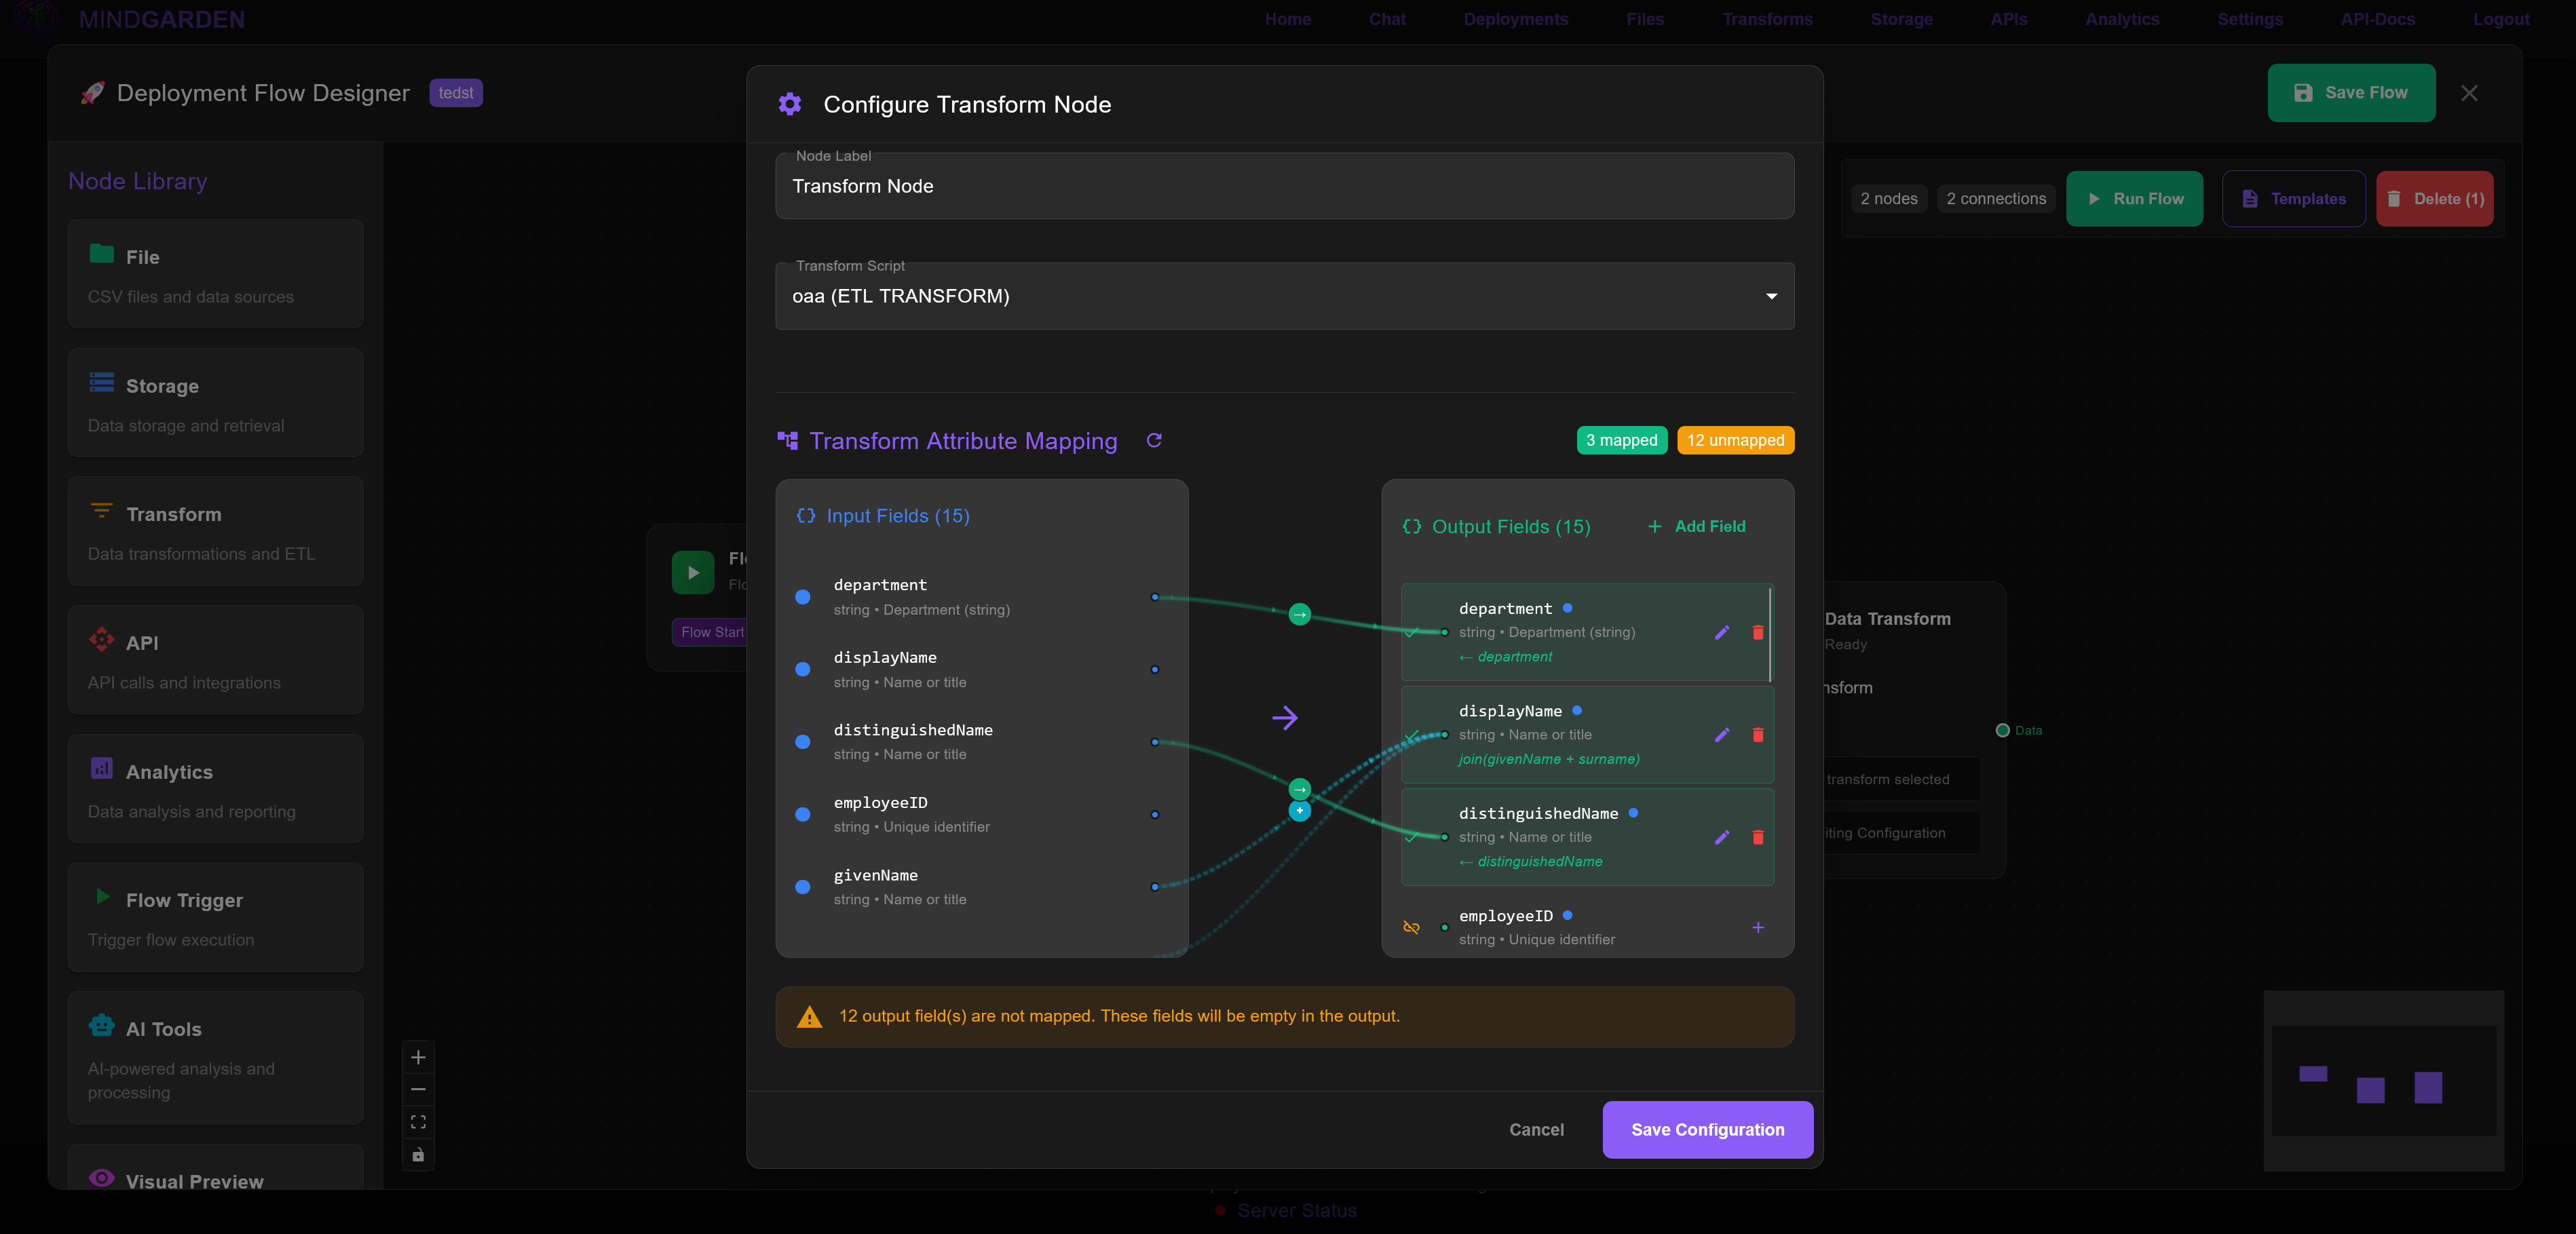 MINDGARDEN
Home Chat Deployments Files Transforms Storage APIs Analytics Settings API-Docs Logout
Deployment Flow Designer tedst
Save Flow
Node Library
File
CSV files and data sources
Storage
Data storage and retrieval
Transform
Data transformations and ETL
API
API calls and integrations
Analytics
Data analysis and reporting
Flow Trigger
Trigger flow execution
AI Tools
AI-powered analysis and
processing
Visual Preview
Flow Start
Configure Transform Node
Node Label
Transform Node
Transform Script
oaa (ETL TRANSFORM)
Transform Attribute Mapping
3 mapped 12 unmapped
{} Input Fields (15)
department
string • Department (string)
displayName
string • Name or title
distinguishedName
string • Name or title
employeeID
string • Unique identifier
givenName
string • Name or title
{} Output Fields (15)
+ Add Field
department
string • Department (string)
← department
displayName
string • Name or title
join(givenName + surname)
distinguishedName
string • Name or title
← distinguishedName
employeeID
string • Unique identifier
12 output field(s) are not mapped. These fields will be empty in the output.
Cancel
Save Configuration
2 nodes 2 connections Run Flow Templates Delete (1)
Data Transform
Ready
nsform
Data
transform selected
iting Configuration
Server Status